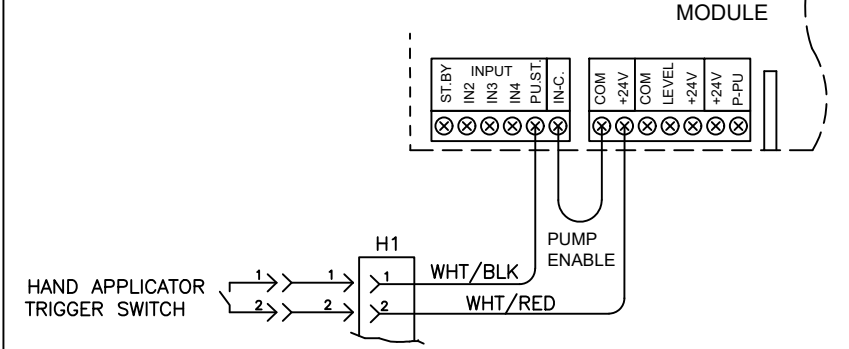 MODULE
INPUT
ST.BY
IN2
IN3
IN4
PU.ST.
IN-C.
COM
+24V
COM
LEVEL
+24V
+24V
P-PU
PUMP
ENABLE
H1
HAND APPLICATOR
TRIGGER SWITCH
1 1 1 WHT/BLK
2 2 2 WHT/RED